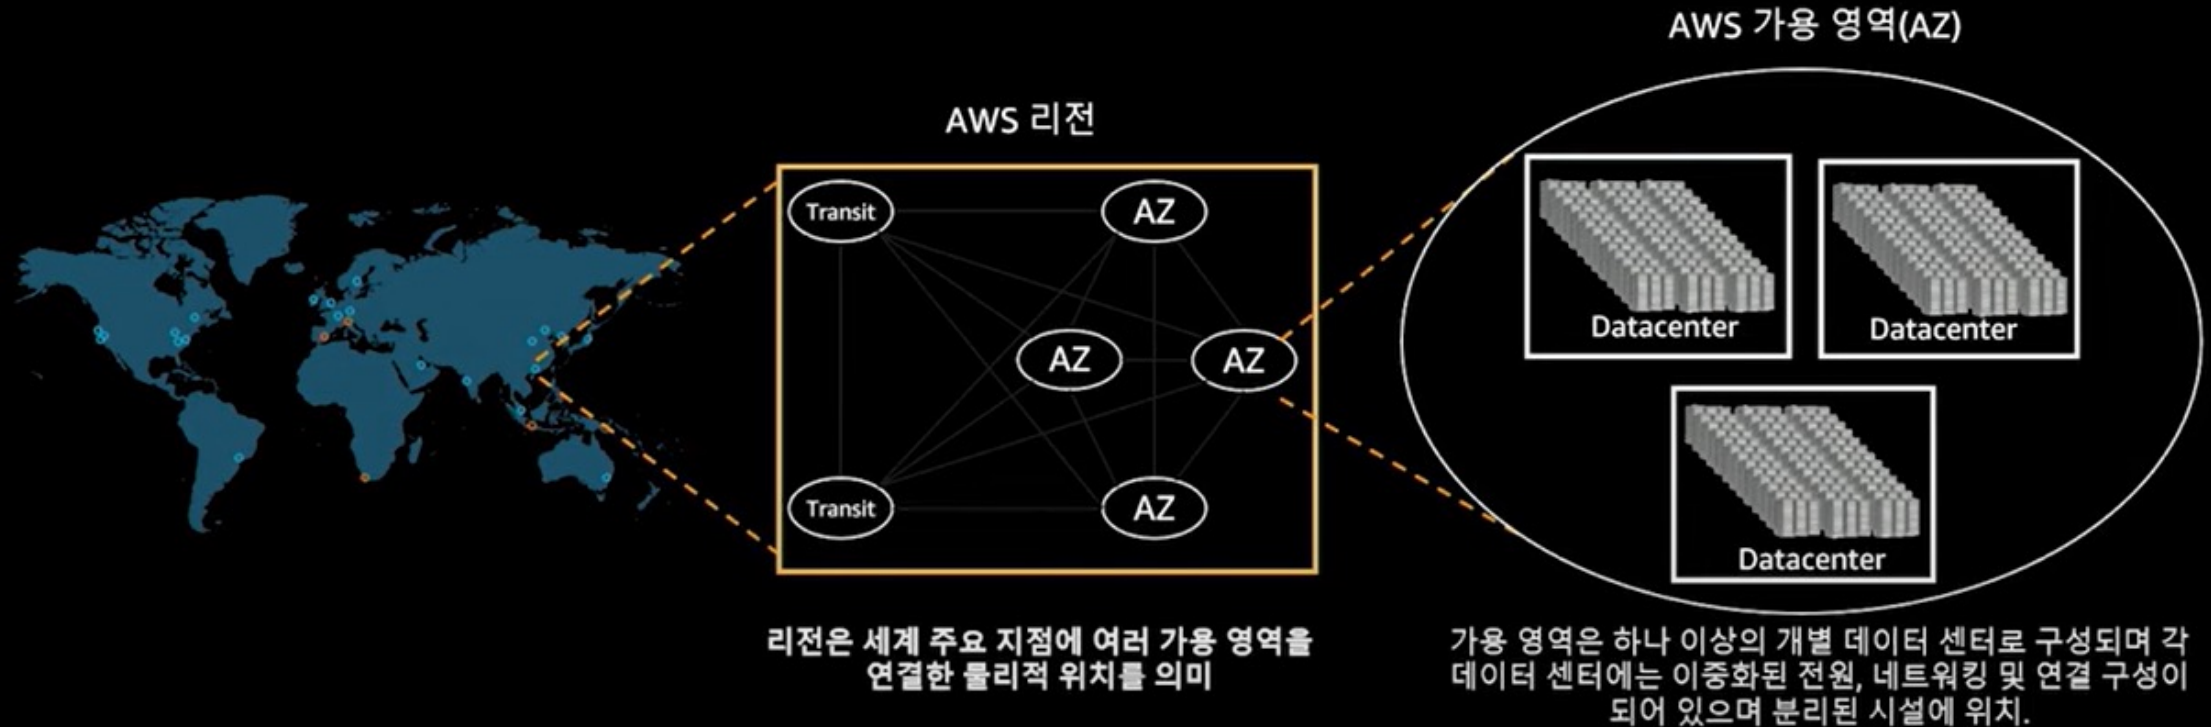 AWS 가용 영역(AZ)
AWS 리전
Transit
AZ
AZ
AZ
Transit
AZ
Datacenter
Datacenter
Datacenter
리전은 세계 주요 지점에 여러 가용 영역을
연결한 물리적 위치를 의미
가용 영역은 하나 이상의 개별 데이터 센터로 구성되며 각
데이터 센터에는 이중화된 전원, 네트워킹 및 연결 구성이
되어 있으며 분리된 시설에 위치.